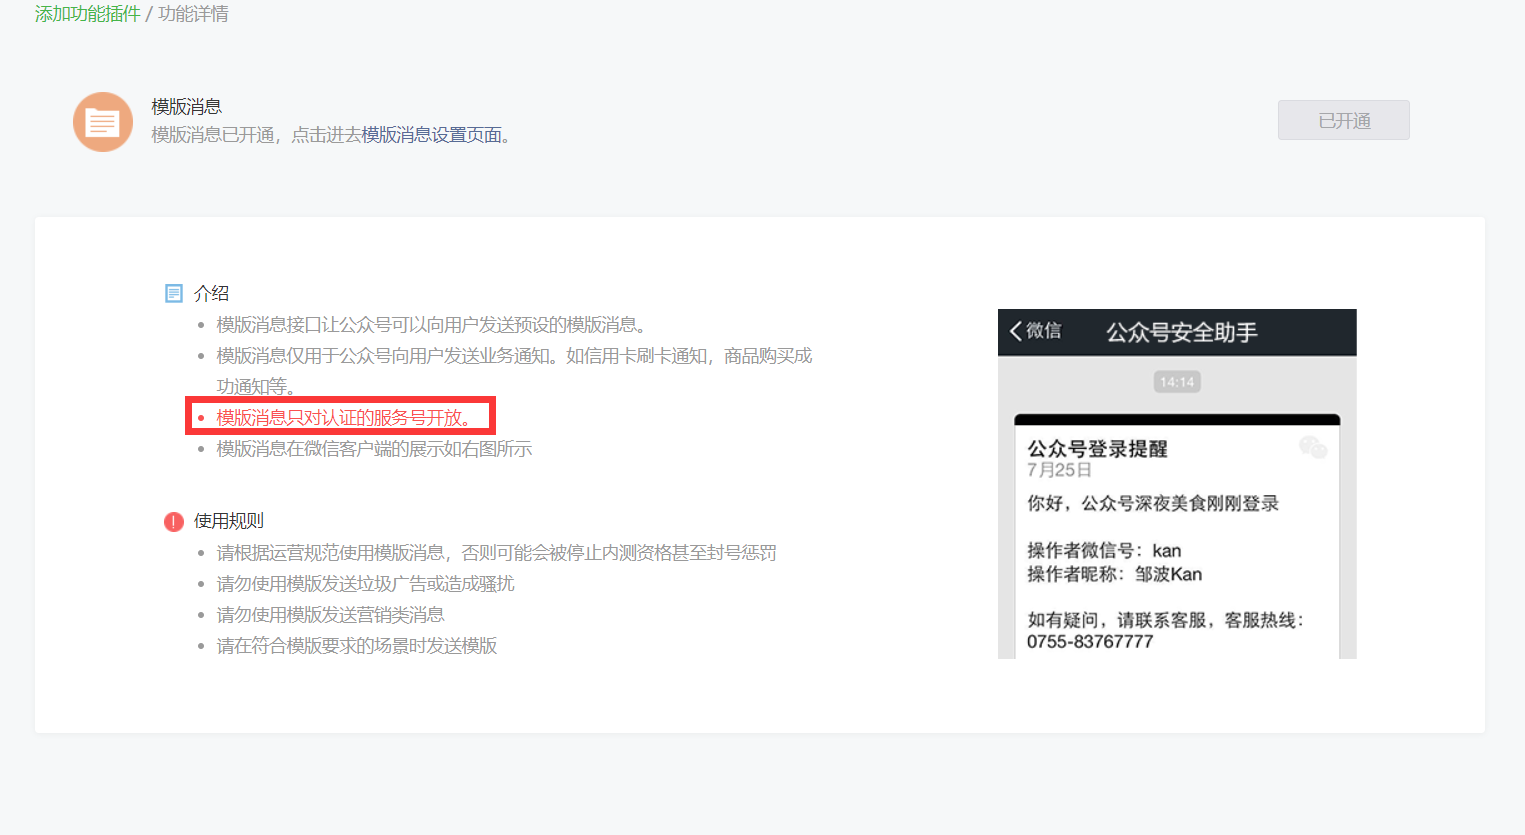 添加功能插件 / 功能详情
模版消息
模版消息已开通，点击进去模版消息设置页面。
已开通
介绍
模版消息接口让公众号可以向用户发送预设的模版消息。
模版消息仅用于公众号向用户发送业务通知。如信用卡刷卡通知，商品购买成
功通知等。
模版消息只对认证的服务号开放。
模版消息在微信客户端的展示如右图所示
使用规则
请根据运营规范使用模版消息，否则可能会被停止内测资格甚至封号惩罚
请勿使用模版发送垃圾广告或造成骚扰
请勿使用模版发送营销类消息
请在符合模版要求的场景时发送模版
微信 公众号安全助手
14:14
公众号登录提醒
7月25日
你好，公众号深夜美食刚刚登录
操作者微信号：kan
操作者昵称：邹波Kan
如有疑问，请联系客服，客服热线：
0755-83767777